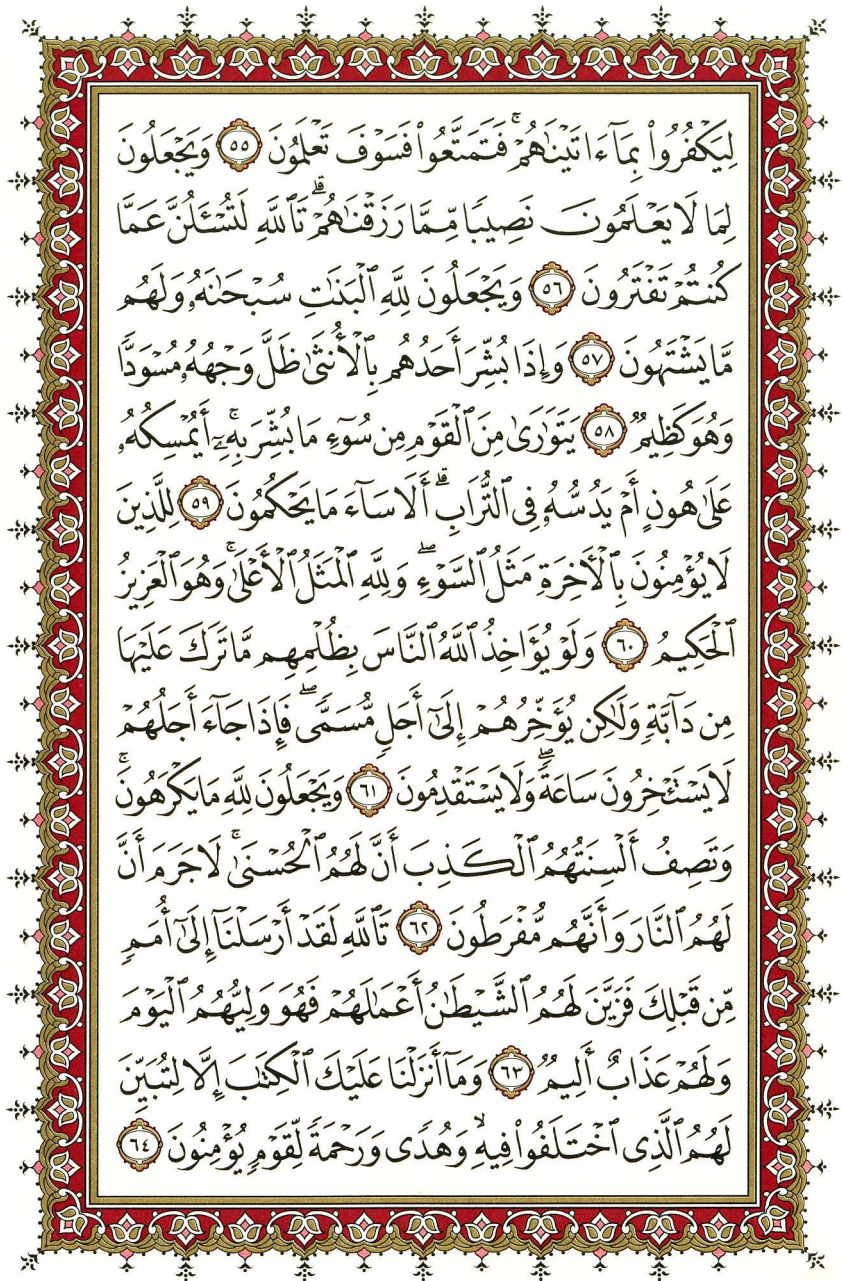 لِيَكْفُرُوا۟ بِمَآ ءَاتَيْنَـٰهُمْ ۚ فَتَمَتَّعُوا۟ فَسَوْفَ تَعْلَمُونَ ٥٥ وَيَجْعَلُونَ
لِمَا لَا يَعْلَمُونَ نَصِيبًا مِّمَّا رَزَقْنَـٰهُمْ ۗ تَٱللَّهِ لَتُسْـَٔلُنَّ عَمَّا
كُنتُمْ تَفْتَرُونَ ٥٦ وَيَجْعَلُونَ لِلَّهِ ٱلْبَنَـٰتِ سُبْحَـٰنَهُۥ وَلَهُم
مَّا يَشْتَهُونَ ٥٧ وَإِذَا بُشِّرَ أَحَدُهُم بِٱلْأُنثَىٰ ظَلَّ وَجْهُهُۥ مُسْوَدًّا
وَهُوَ كَظِيمٌ ٥٨ يَتَوَٰرَىٰ مِنَ ٱلْقَوْمِ مِن سُوٓءِ مَا بُشِّرَ بِهِۦٓ ۚ أَيُمْسِكُهُۥ
عَلَىٰ هُونٍ أَمْ يَدُسُّهُۥ فِى ٱلتُّرَابِ ۗ أَلَا سَآءَ مَا يَحْكُمُونَ ٥٩ لِلَّذِينَ
لَا يُؤْمِنُونَ بِٱلْـَٔاخِرَةِ مَثَلُ ٱلسَّوْءِ ۖ وَلِلَّهِ ٱلْمَثَلُ ٱلْأَعْلَىٰ ۚ وَهُوَ ٱلْعَزِيزُ
ٱلْحَكِيمُ ٦٠ وَلَوْ يُؤَاخِذُ ٱللَّهُ ٱلنَّاسَ بِظُلْمِهِم مَّا تَرَكَ عَلَيْهَا
مِن دَآبَّةٍ وَلَـٰكِن يُؤَخِّرُهُمْ إِلَىٰٓ أَجَلٍ مُّسَمًّى ۖ فَإِذَا جَآءَ أَجَلُهُمْ
لَا يَسْتَـْٔخِرُونَ سَاعَةً ۖ وَلَا يَسْتَقْدِمُونَ ٦١ وَيَجْعَلُونَ لِلَّهِ مَا يَكْرَهُونَ ۚ
وَتَصِفُ أَلْسِنَتُهُمُ ٱلْكَذِبَ أَنَّ لَهُمُ ٱلْحُسْنَىٰ ۚ لَا جَرَمَ أَنَّ
لَهُمُ ٱلنَّارَ وَأَنَّهُم مُّفْرَطُونَ ٦٢ تَٱللَّهِ لَقَدْ أَرْسَلْنَآ إِلَىٰٓ أُمَمٍ
مِّن قَبْلِكَ فَزَيَّنَ لَهُمُ ٱلشَّيْطَـٰنُ أَعْمَـٰلَهُمْ فَهُوَ وَلِيُّهُمُ ٱلْيَوْمَ
وَلَهُمْ عَذَابٌ أَلِيمٌ ٦٣ وَمَآ أَنزَلْنَا عَلَيْكَ ٱلْكِتَـٰبَ إِلَّا لِتُبَيِّنَ
لَهُمُ ٱلَّذِى ٱخْتَلَفُوا۟ فِيهِ ۙ وَهُدًى وَرَحْمَةً لِّقَوْمٍ يُؤْمِنُونَ ٦٤